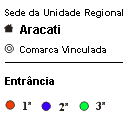 Sede da Unidade Regional
Aracati
Comarca Vinculada
Entrância
1ª 2ª 3ª